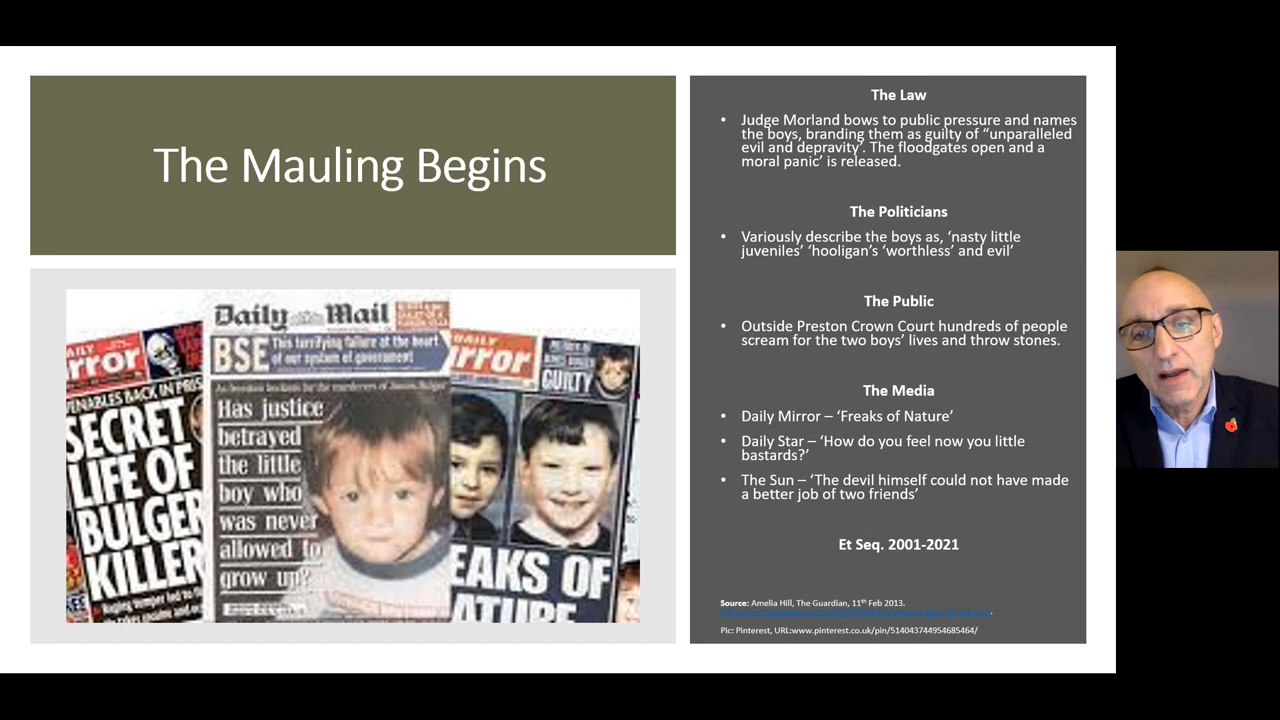 The Mauling Begins
Daily Mail
BSE This terrifying failure at the heart
of our system of government
Has justice
betrayed
the little
boy who
was never
allowed to
grow up?
rror
VENABLES BACK IN PRIS
SECRET
LIFE OF
BULGER
KILLER
rror
GUILTY
EAKS OF
ATURE
The Law
• Judge Morland bows to public pressure and names
the boys, branding them as guilty of “unparalleled
evil and depravity’. The floodgates open and a
moral panic’ is released.
The Politicians
• Variously describe the boys as, ‘nasty little
juveniles’ ‘hooligan’s ‘worthless’ and evil’
The Public
• Outside Preston Crown Court hundreds of people
scream for the two boys’ lives and throw stones.
The Media
• Daily Mirror – ‘Freaks of Nature’
• Daily Star – ‘How do you feel now you little
bastards?’
• The Sun – ‘The devil himself could not have made
a better job of two friends’
Et Seq. 2001-2021
Source: Amelia Hill, The Guardian, 11th Feb 2013.
Pic: Pinterest, URL:www.pinterest.co.uk/pin/514043744954685464/